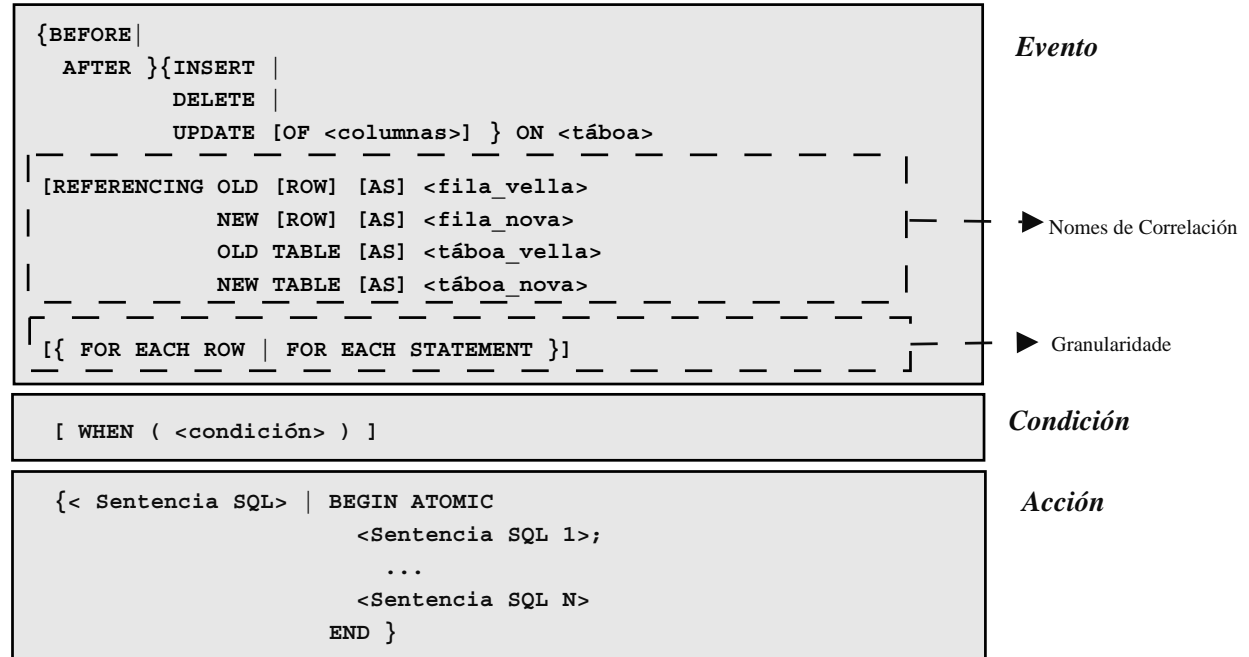 {BEFORE|
AFTER }{INSERT |
DELETE |
UPDATE [OF <columnas>] } ON <táboa>
Evento
[REFERENCING OLD [ROW] [AS] <fila_vella>
NEW [ROW] [AS] <fila_nova>
OLD TABLE [AS] <táboa_vella>
NEW TABLE [AS] <táboa_nova>
Nomes de Correlación
[{ FOR EACH ROW | FOR EACH STATEMENT }]
Granularidade
[ WHEN ( <condición> ) ]
Condición
{< Sentencia SQL> | BEGIN ATOMIC
<Sentencia SQL 1>;
...
<Sentencia SQL N>
END }
Acción